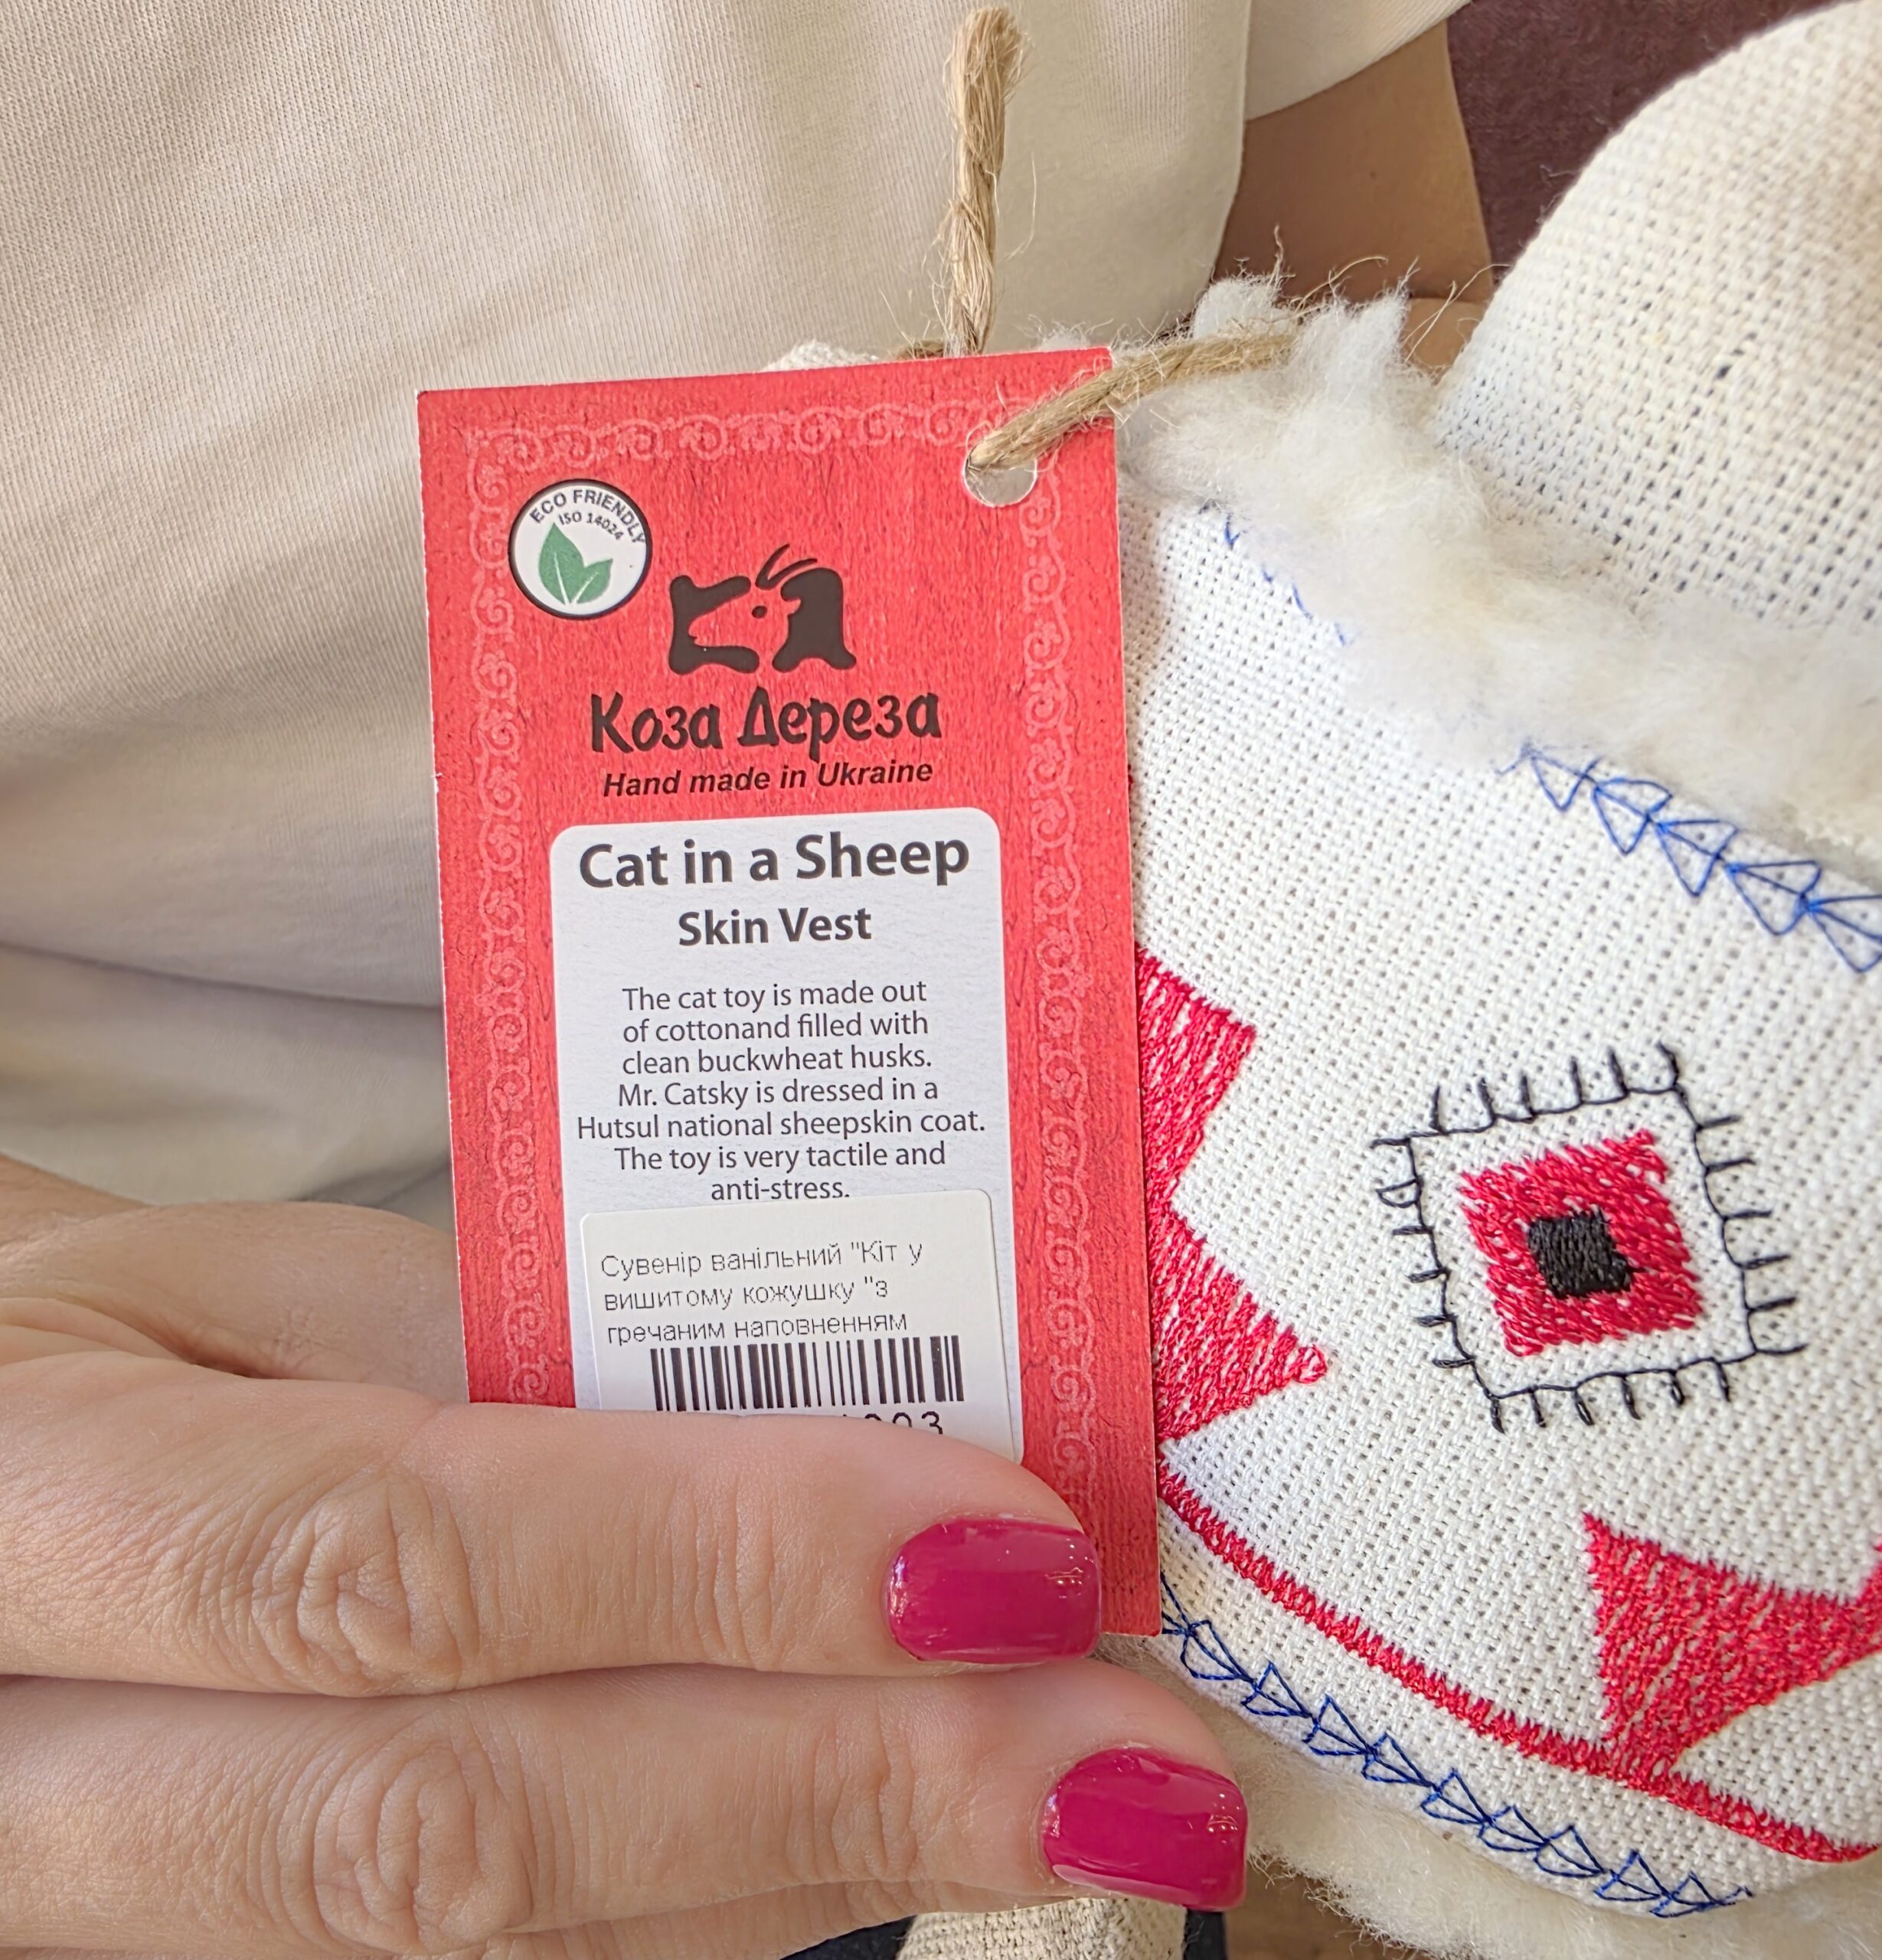 ECO FRIENDLY
ISO 14024
Коза Дереза
Hand made in Ukraine
Cat in a Sheep
Skin Vest
The cat toy is made out
of cottonand filled with
clean buckwheat husks.
Mr. Catsky is dressed in a
Hutsul national sheepskin coat.
The toy is very tactile and
anti-stress.
Сувенір ванільний "Кіт у
вишитому кожушку "з
гречаним наповненням